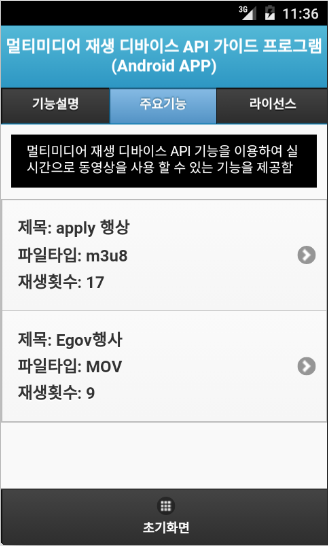 3G 11:36
멀티미디어 재생 디바이스 API 가이드 프로그램
(Android APP)
기능설명 주요기능 라이선스
멀티미디어 재생 디바이스 API 기능을 이용하여 실
시간으로 동영상을 사용 할 수 있는 기능을 제공함
제목: apply 행상
파일타입: m3u8
재생횟수: 17
제목: Egov행사
파일타입: MOV
재생횟수: 9
초기화면